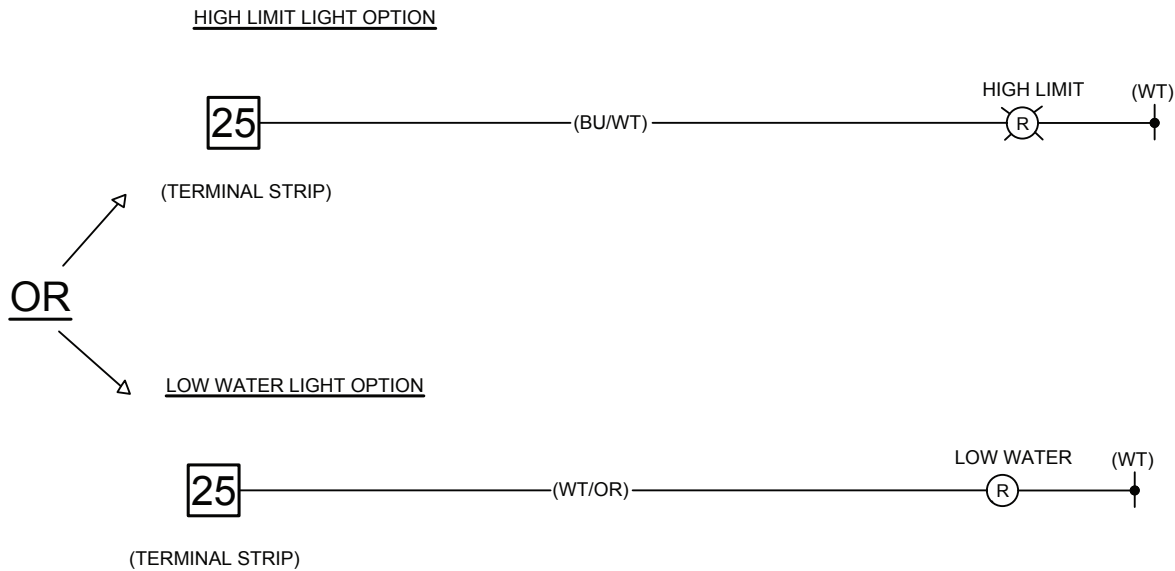 HIGH LIMIT LIGHT OPTION
HIGH LIMIT
(WT)
25
(BU/WT)
R
(TERMINAL STRIP)
OR
LOW WATER LIGHT OPTION
LOW WATER
(WT)
25
(WT/OR)
R
(TERMINAL STRIP)